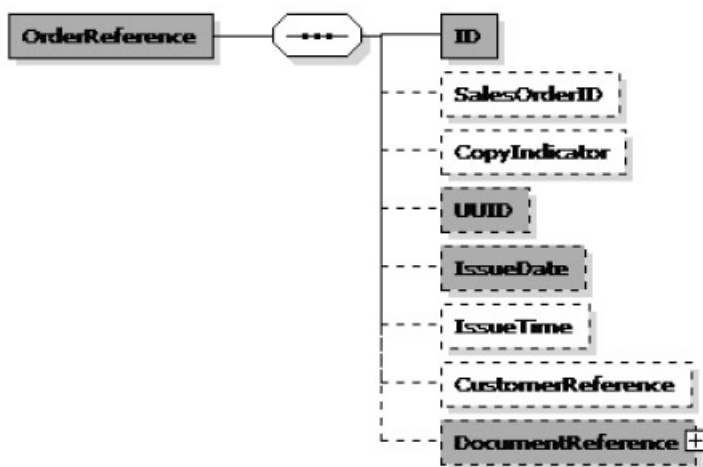 OrderReference
ID
SalesOrderID
CopyIndicator
UUID
IssueDate
IssueTime
CustomerReference
DocumentReference